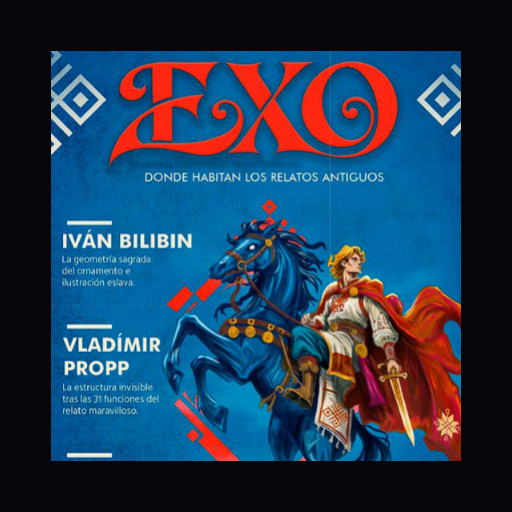 EXO
DONDE HABITAN LOS RELATOS ANTIGUOS
IVÁN BILIBIN
La geometría sagrada
del ornamento e
ilustración eslava.
VLADÍMIR
PROPP
La estructura invisible
tras las 31 funciones del
relato maravilloso.